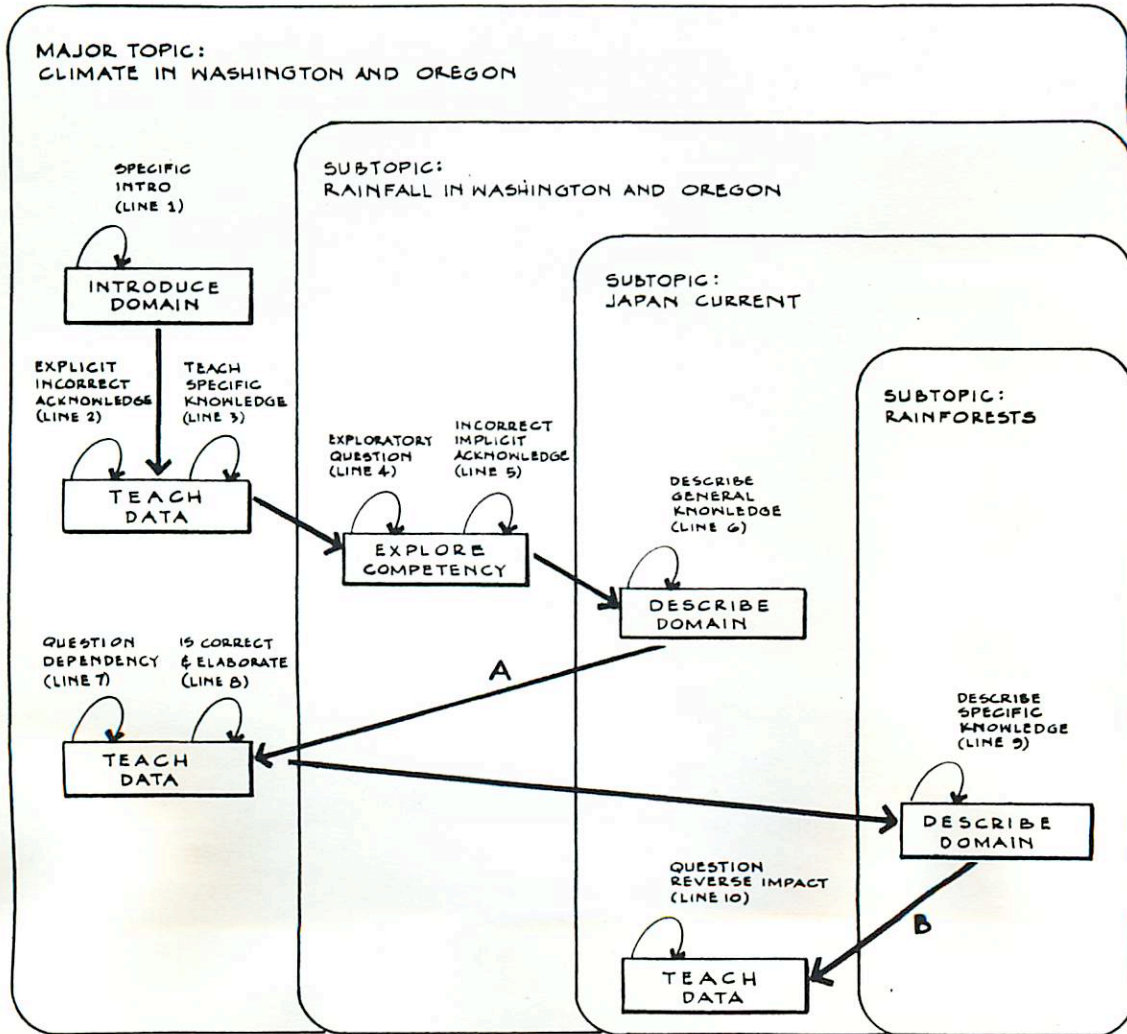 MAJOR TOPIC:
CLIMATE IN WASHINGTON AND OREGON
SPECIFIC
INTRO
(LINE 1)
INTRODUCE
DOMAIN
EXPLICIT
INCORRECT
ACKNOWLEDGE
(LINE 2)
TEACH
SPECIFIC
KNOWLEDGE
(LINE 3)
TEACH
DATA
SUBTOPIC:
RAINFALL IN WASHINGTON AND OREGON
EXPLORATORY
QUESTION
(LINE 4)
INCORRECT
IMPLICIT
ACKNOWLEDGE
(LINE 5)
EXPLORE
COMPETENCY
SUBTOPIC:
JAPAN CURRENT
DESCRIBE
GENERAL
KNOWLEDGE
(LINE 6)
DESCRIBE
DOMAIN
A
QUESTION
DEPENDENCY
(LINE 7)
IS CORRECT
& ELABORATE
(LINE 8)
TEACH
DATA
SUBTOPIC:
RAINFORESTS
DESCRIBE
SPECIFIC
KNOWLEDGE
(LINE 9)
DESCRIBE
DOMAIN
B
QUESTION
REVERSE IMPACT
(LINE 10)
TEACH
DATA